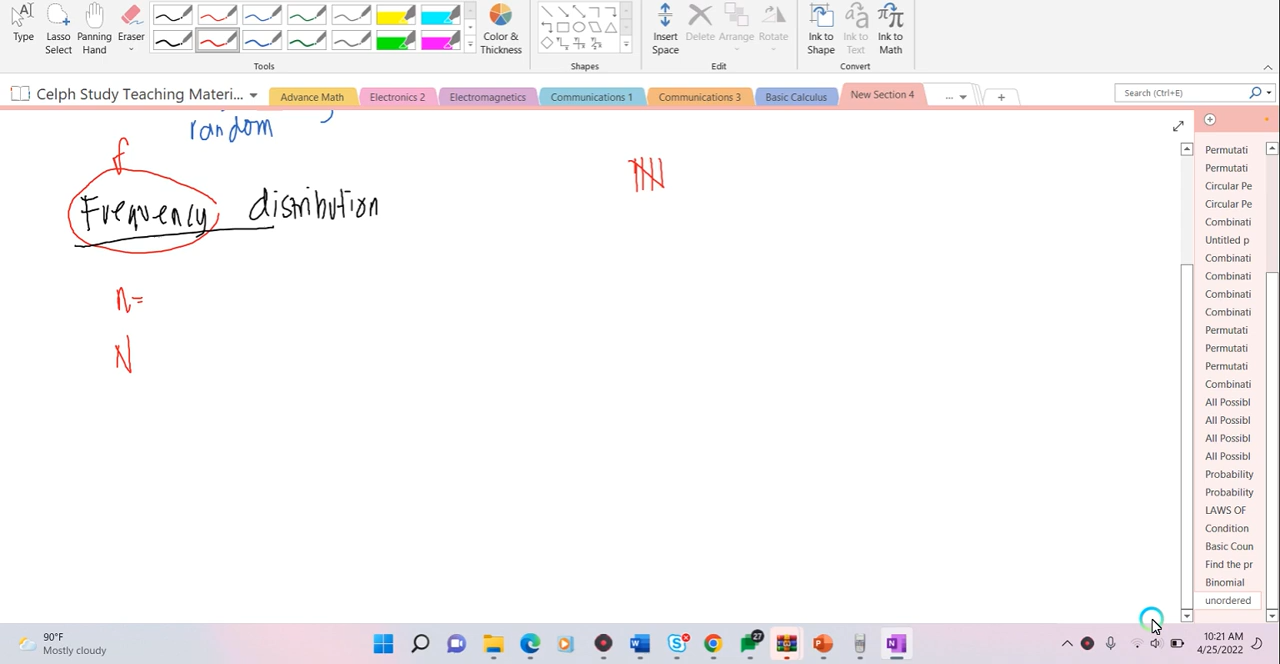 Type
Lasso Select
Panning Hand
Eraser
Color & Thickness
Insert Space
Delete
Arrange
Rotate
Ink to Shape
Ink to Text
Ink to Math
Tools
Shapes
Edit
Convert
Celph Study Teaching Materi...
Advance Math
Electronics 2
Electromagnetics
Communications 1
Communications 3
Basic Calculus
New Section 4
...
+
Search (Ctrl+E)
random
f
Frequency distribution
n=
N
Permutati
Permutati
Circular Pe
Circular Pe
Combinati
Untitled p
Combinati
Combinati
Combinati
Combinati
Permutati
Permutati
Permutati
Combinati
All Possibl
All Possibl
All Possibl
All Possibl
Probability
Probability
LAWS OF
Condition
Basic Coun
Find the pr
Binomial
unordered
90°F
Mostly cloudy
27
10:21 AM
4/25/2022